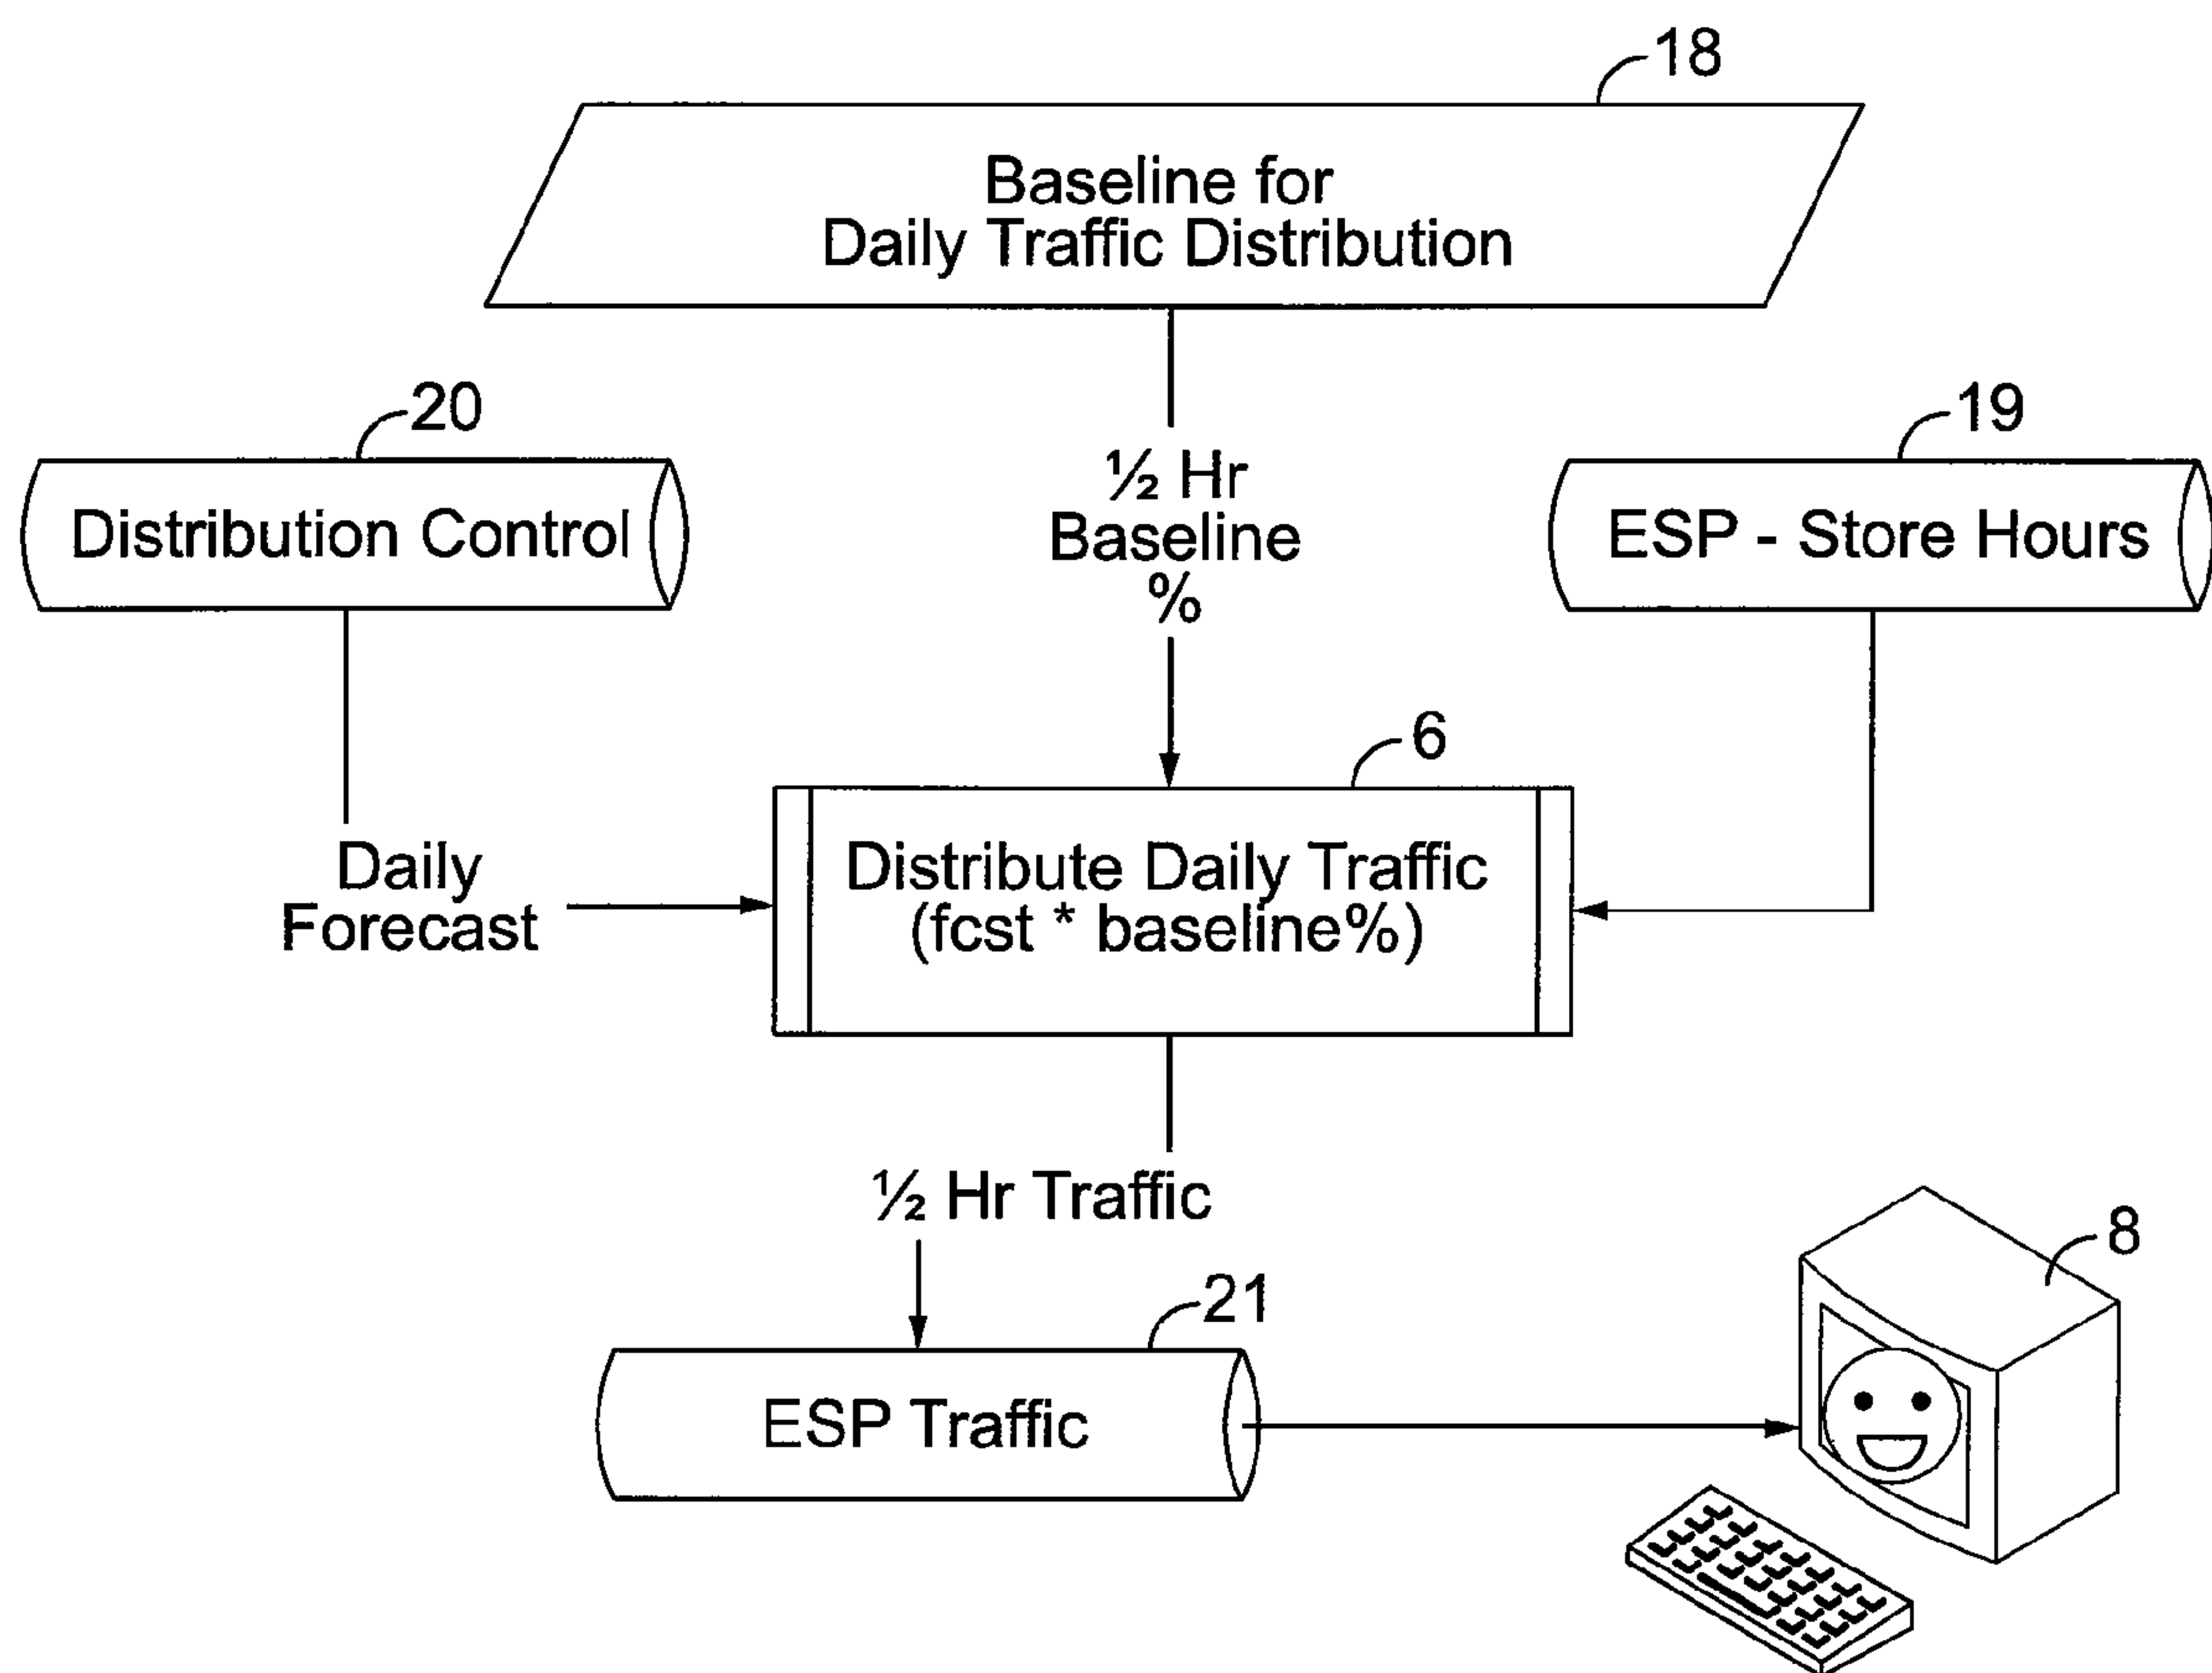 18
Baseline for
Daily Traffic Distribution
20
19
Distribution Control
½ Hr
Baseline
%
ESP - Store Hours
6
Daily
Forecast
Distribute Daily Traffic
(fcst * baseline%)
½ Hr Traffic
8
21
ESP Traffic